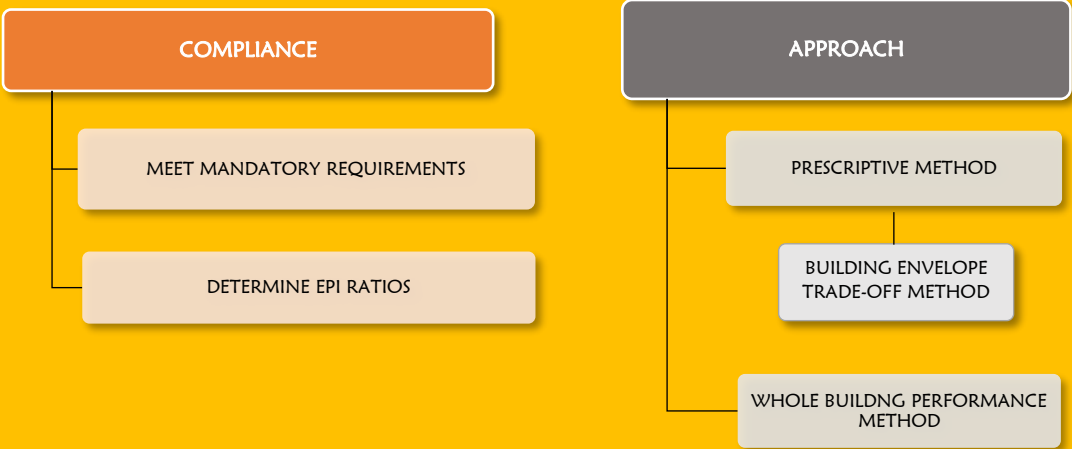 COMPLIANCE
MEET MANDATORY REQUIREMENTS
DETERMINE EPI RATIOS
APPROACH
PRESCRIPTIVE METHOD
BUILDING ENVELOPE
TRADE-OFF METHOD
WHOLE BUILDNG PERFORMANCE
METHOD